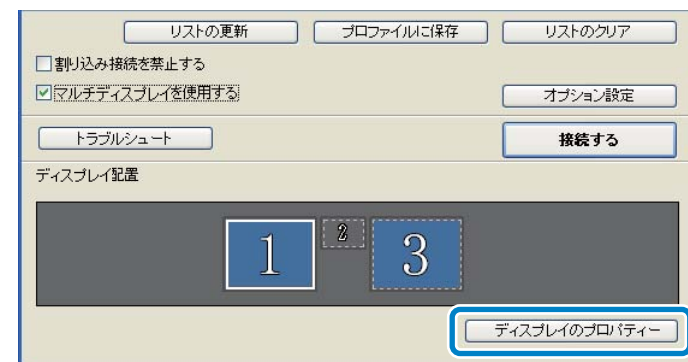 リストの更新 プロファイルに保存 リストのクリア
割り込み接続を禁止する
マルチディスプレイを使用する オプション設定
トラブルシュート 接続する
ディスプレイ配置
1 2 3
ディスプレイのプロパティー